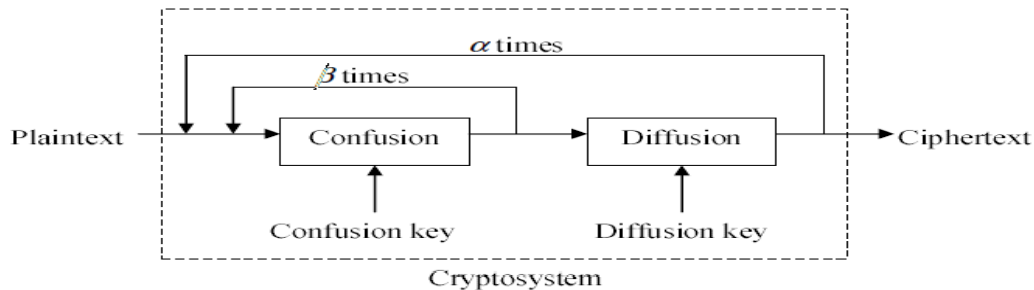 α times
β times
Plaintext
Confusion
Diffusion
Ciphertext
Confusion key
Diffusion key
Cryptosystem